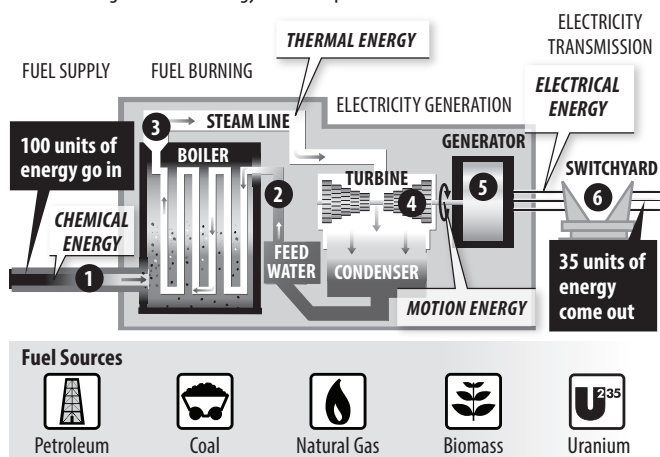 ELECTRICITY
TRANSMISSION
FUEL SUPPLY
FUEL BURNING
THERMAL ENERGY
ELECTRICITY GENERATION
ELECTRICAL
ENERGY
100 units of
energy go in
3
STEAM LINE
BOILER
GENERATOR
SWITCHYARD
TURBINE
2
4
5
6
CHEMICAL
ENERGY
1
FEED
WATER
CONDENSER
MOTION ENERGY
35 units of
energy
come out
Fuel Sources
U235
Petroleum
Coal
Natural Gas
Biomass
Uranium